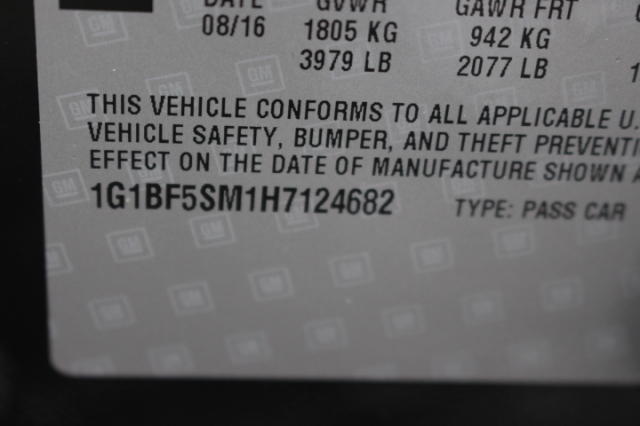 DATE GVWR GAWR FRT
08/16 1805 KG 942 KG
3979 LB 2077 LB
THIS VEHICLE CONFORMS TO ALL APPLICABLE U.
VEHICLE SAFETY, BUMPER, AND THEFT PREVENTI
EFFECT ON THE DATE OF MANUFACTURE SHOWN A
1G1BF5SM1H7124682 TYPE: PASS CAR
GM